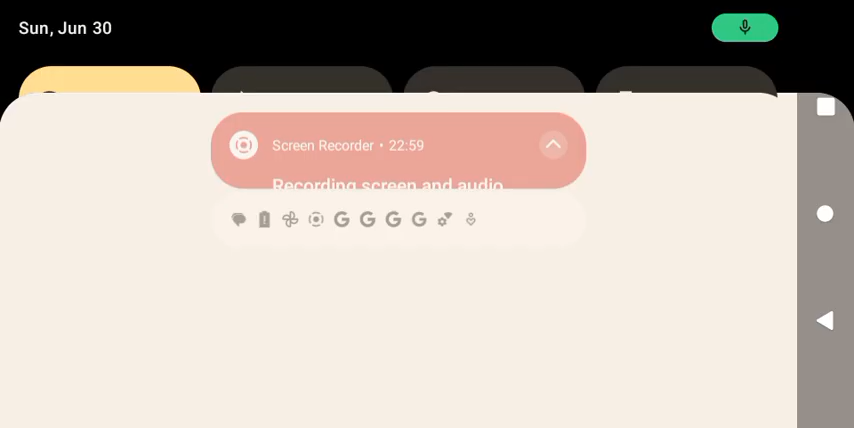 Sun, Jun 30
Screen Recorder • 22:59
Recording screen and audio